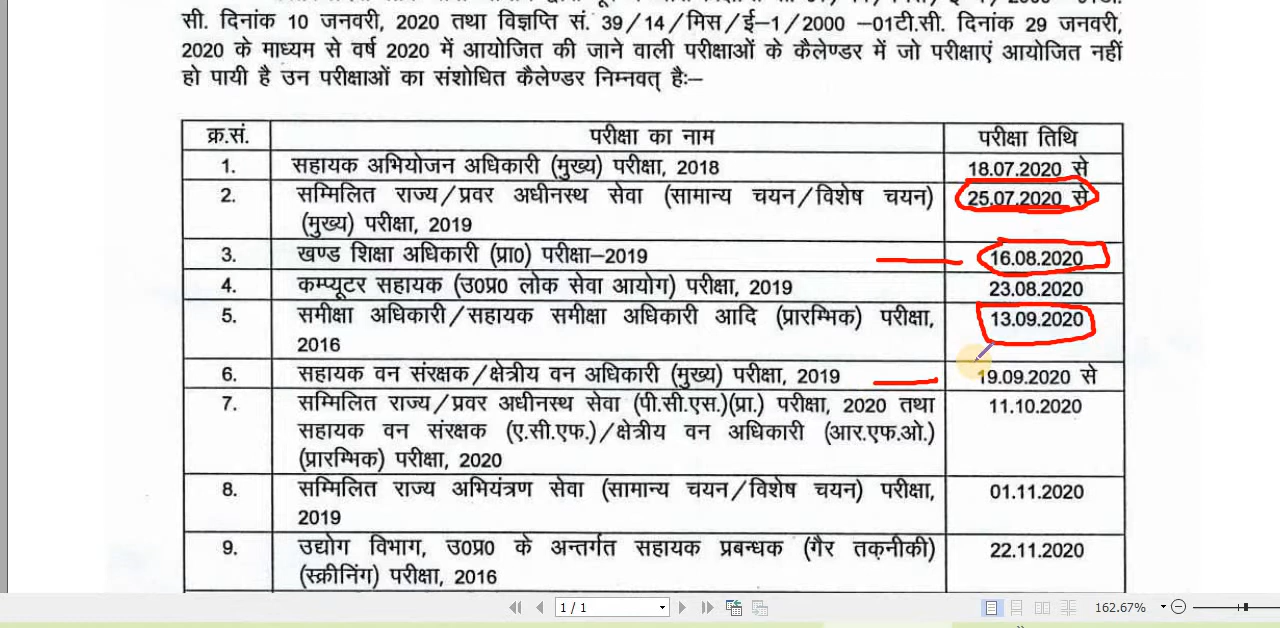 सी. दिनांक 10 जनवरी, 2020 तथा विज्ञप्ति सं. 39/14/मिस/ई–1/2000 –01टी.सी. दिनांक 29 जनवरी,
2020 के माध्यम से वर्ष 2020 में आयोजित की जाने वाली परीक्षाओं के कैलेण्डर में जो परीक्षाएं आयोजित नहीं
हो पायी है उन परीक्षाओं का संशोधित कैलेण्डर निम्नवत् हैः–
क्र.सं. परीक्षा का नाम परीक्षा तिथि
1. सहायक अभियोजन अधिकारी (मुख्य) परीक्षा, 2018 18.07.2020 से
2. सम्मिलित राज्य/प्रवर अधीनस्थ सेवा (सामान्य चयन/विशेष चयन) 25.07.2020 से
(मुख्य) परीक्षा, 2019
3. खण्ड शिक्षा अधिकारी (प्रा0) परीक्षा–2019 16.08.2020
4. कम्प्यूटर सहायक (उ0प्र0 लोक सेवा आयोग) परीक्षा, 2019 23.08.2020
5. समीक्षा अधिकारी/सहायक समीक्षा अधिकारी आदि (प्रारम्भिक) परीक्षा, 13.09.2020
2016
6. सहायक वन संरक्षक/क्षेत्रीय वन अधिकारी (मुख्य) परीक्षा, 2019 19.09.2020 से
7. सम्मिलित राज्य/प्रवर अधीनस्थ सेवा (पी.सी.एस.)(प्रा.) परीक्षा, 2020 तथा 11.10.2020
सहायक वन संरक्षक (ए.सी.एफ.)/क्षेत्रीय वन अधिकारी (आर.एफ.ओ.)
(प्रारम्भिक) परीक्षा, 2020
8. सम्मिलित राज्य अभियंत्रण सेवा (सामान्य चयन/विशेष चयन) परीक्षा, 01.11.2020
2019
9. उद्योग विभाग, उ0प्र0 के अन्तर्गत सहायक प्रबन्धक (गैर तकनीकी) 22.11.2020
(स्क्रीनिंग) परीक्षा, 2016
1 / 1 162.67%